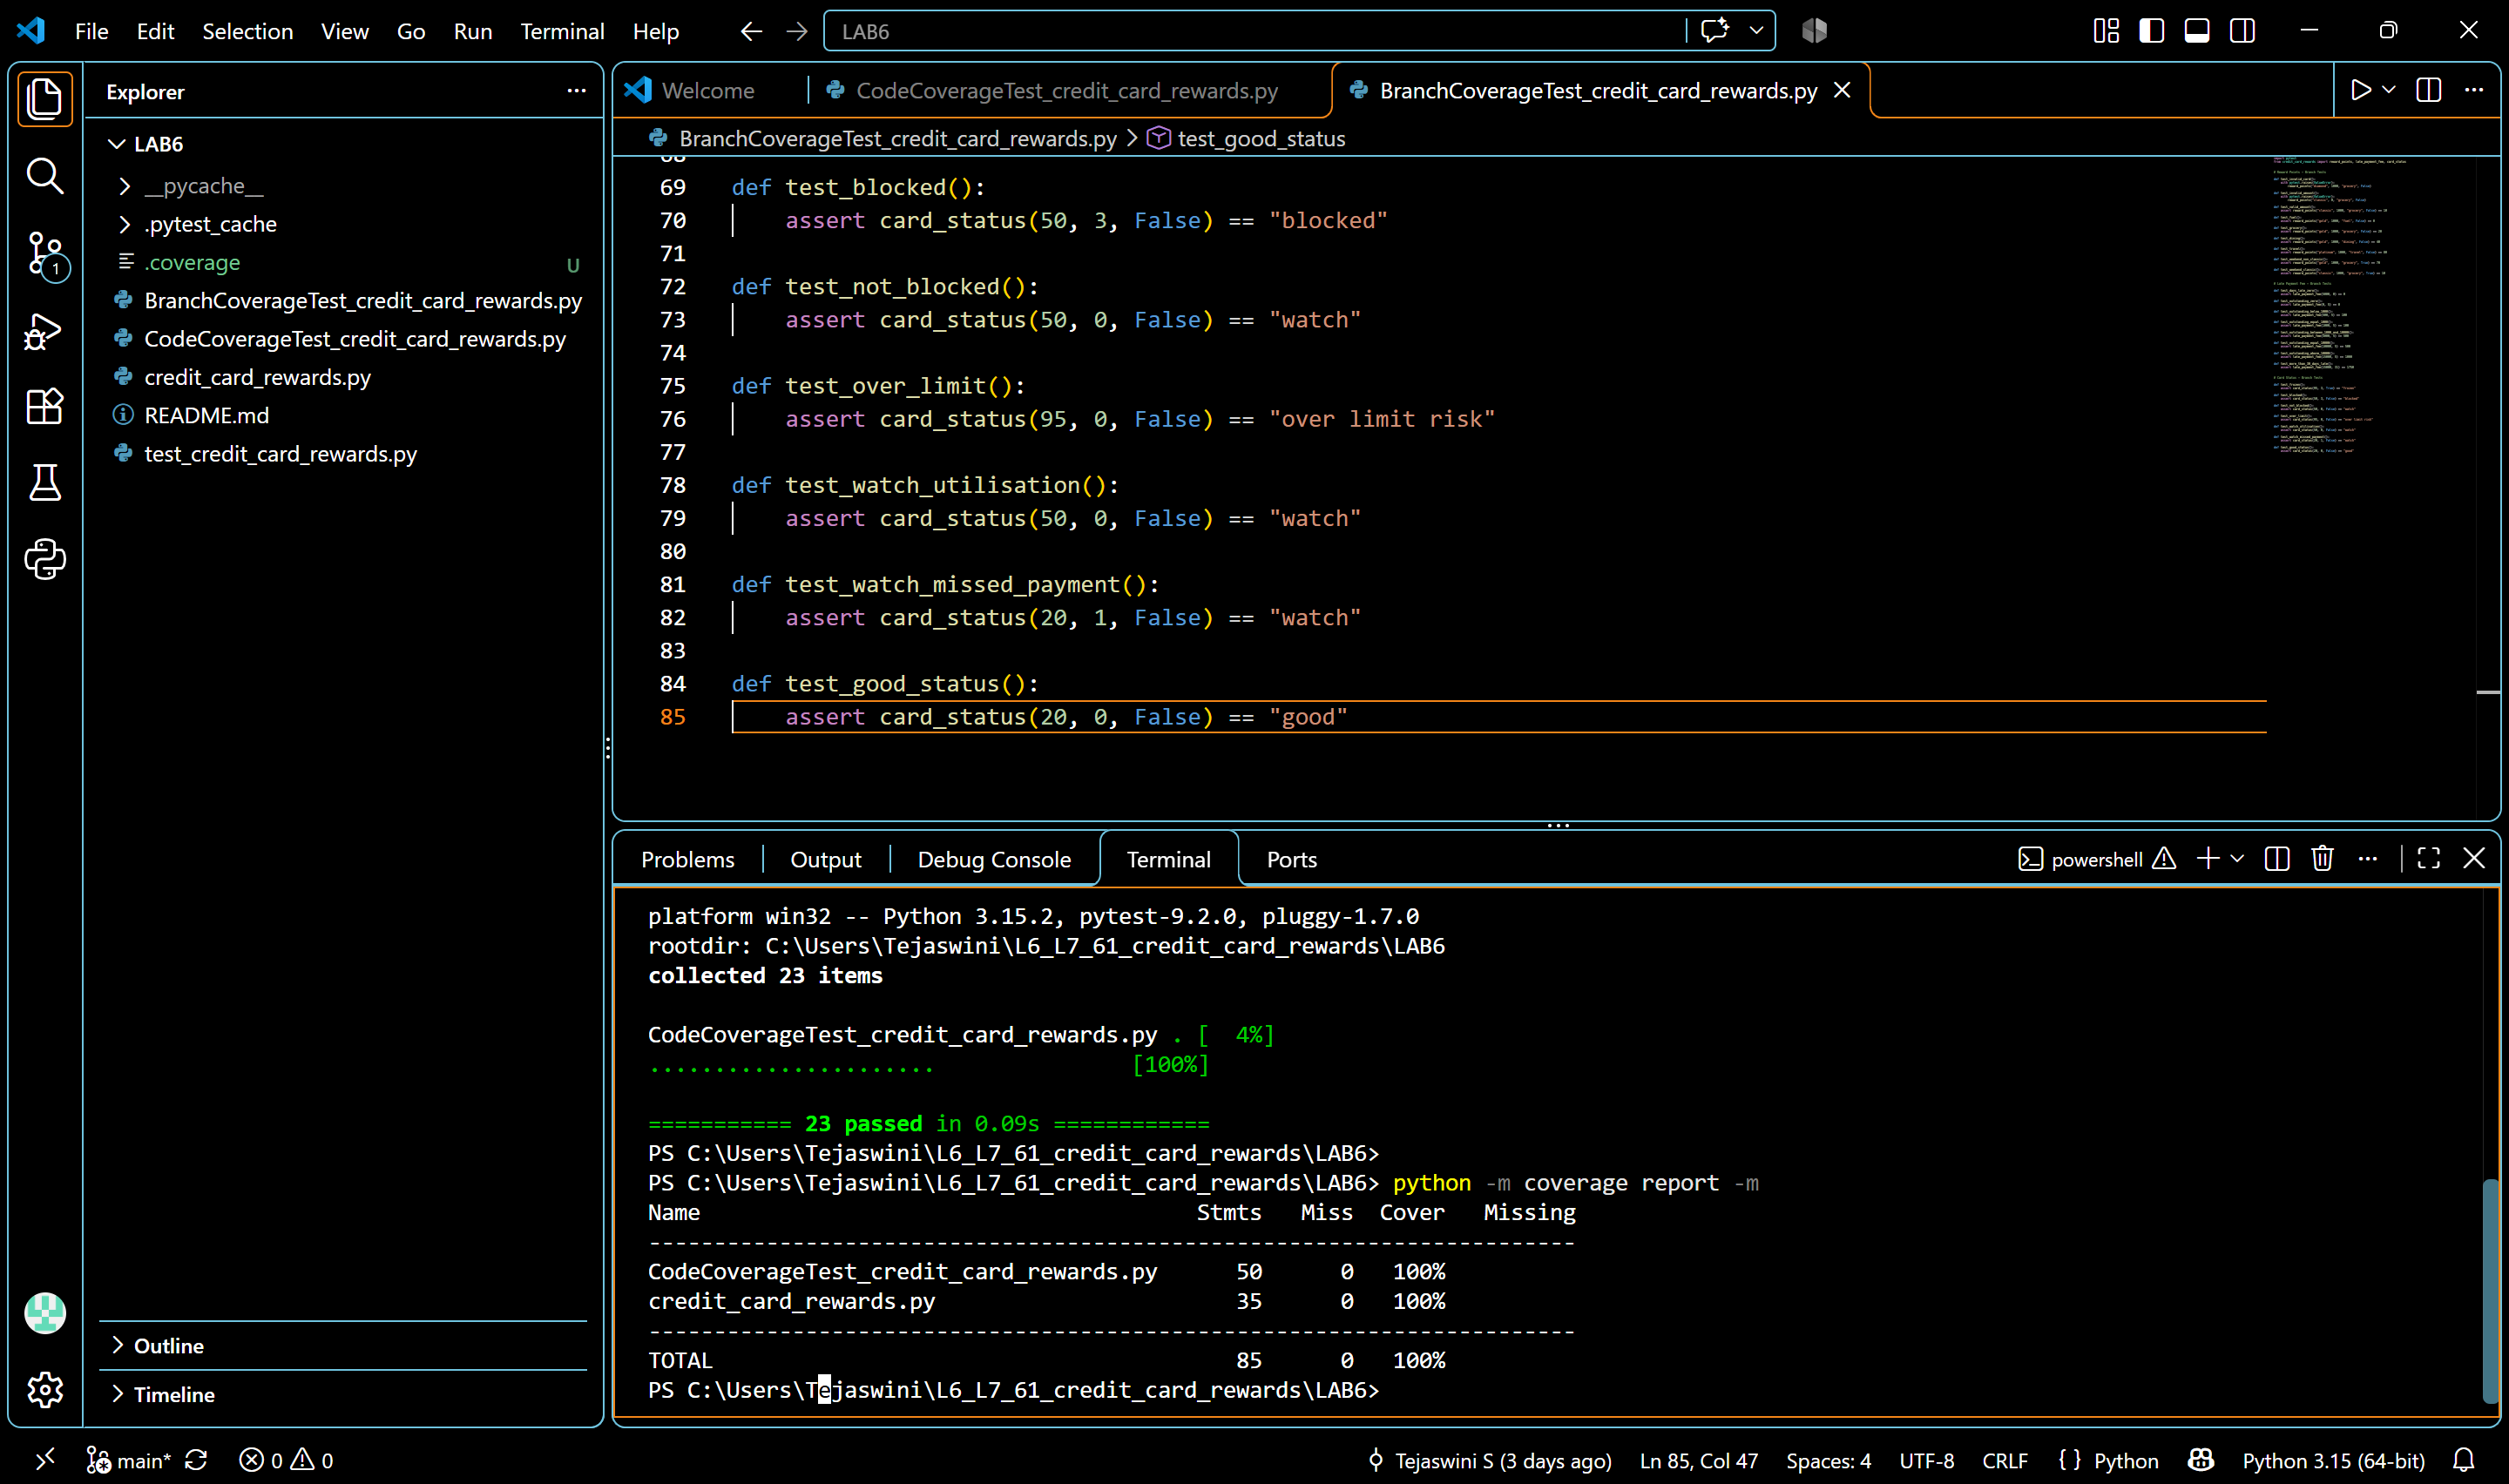 File Edit Selection View Go Run Terminal Help
LAB6
Explorer
LAB6
__pycache__
.pytest_cache
.coverage U
BranchCoverageTest_credit_card_rewards.py
CodeCoverageTest_credit_card_rewards.py
credit_card_rewards.py
README.md
test_credit_card_rewards.py
Outline
Timeline
1
Welcome CodeCoverageTest_credit_card_rewards.py BranchCoverageTest_credit_card_rewards.py
BranchCoverageTest_credit_card_rewards.py > test_good_status
69 def test_blocked():
70 assert card_status(50, 3, False) == "blocked"
71
72 def test_not_blocked():
73 assert card_status(50, 0, False) == "watch"
74
75 def test_over_limit():
76 assert card_status(95, 0, False) == "over limit risk"
77
78 def test_watch_utilisation():
79 assert card_status(50, 0, False) == "watch"
80
81 def test_watch_missed_payment():
82 assert card_status(20, 1, False) == "watch"
83
84 def test_good_status():
85 assert card_status(20, 0, False) == "good"
Problems Output Debug Console Terminal Ports
powershell
platform win32 -- Python 3.15.2, pytest-9.2.0, pluggy-1.7.0
rootdir: C:\Users\Tejaswini\L6_L7_61_credit_card_rewards\LAB6
collected 23 items
CodeCoverageTest_credit_card_rewards.py . [  4%]
...................... [100%]
=========== 23 passed in 0.09s ============
PS C:\Users\Tejaswini\L6_L7_61_credit_card_rewards\LAB6>
PS C:\Users\Tejaswini\L6_L7_61_credit_card_rewards\LAB6> python -m coverage report -m
Name Stmts Miss Cover Missing
-----------------------------------------------------------------------
CodeCoverageTest_credit_card_rewards.py 50 0 100%
credit_card_rewards.py 35 0 100%
-----------------------------------------------------------------------
TOTAL 85 0 100%
PS C:\Users\Tejaswini\L6_L7_61_credit_card_rewards\LAB6>
main* 0 0 Tejaswini S (3 days ago) Ln 85, Col 47 Spaces: 4 UTF-8 CRLF {} Python Python 3.15 (64-bit)